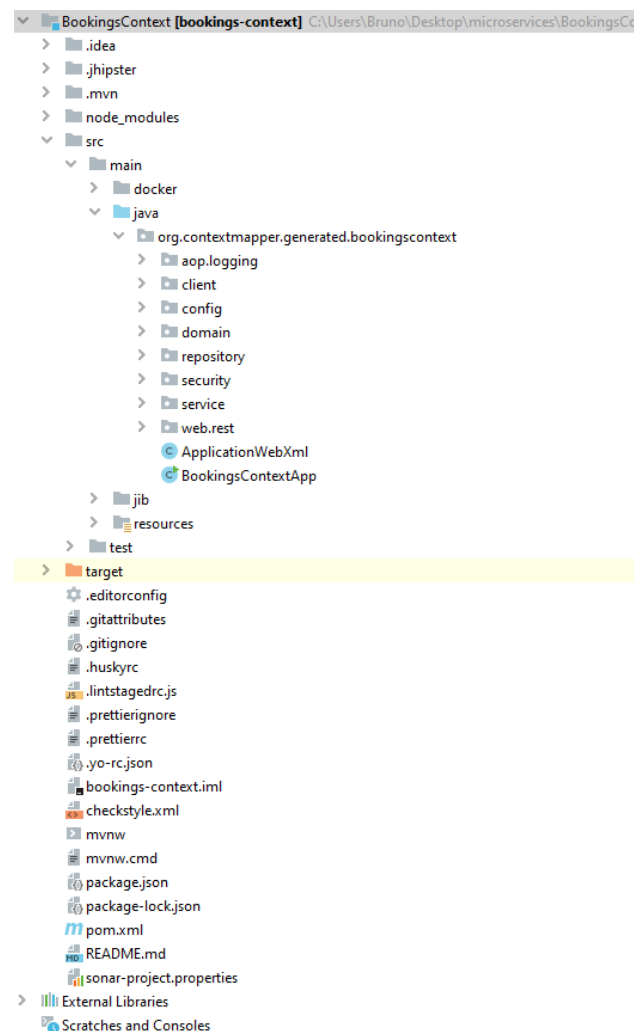 BookingsContext [bookings-context] C:\Users\Bruno\Desktop\microservices\BookingsCo
.idea
.jhipster
.mvn
node_modules
src
main
docker
java
org.contextmapper.generated.bookingscontext
aop.logging
client
config
domain
repository
security
service
web.rest
ApplicationWebXml
BookingsContextApp
jib
resources
test
target
.editorconfig
.gitattributes
.gitignore
.huskyrc
.lintstagedrc.js
.prettierignore
.prettierrc
.yo-rc.json
bookings-context.iml
checkstyle.xml
mvnw
mvnw.cmd
package.json
package-lock.json
pom.xml
README.md
sonar-project.properties
External Libraries
Scratches and Consoles